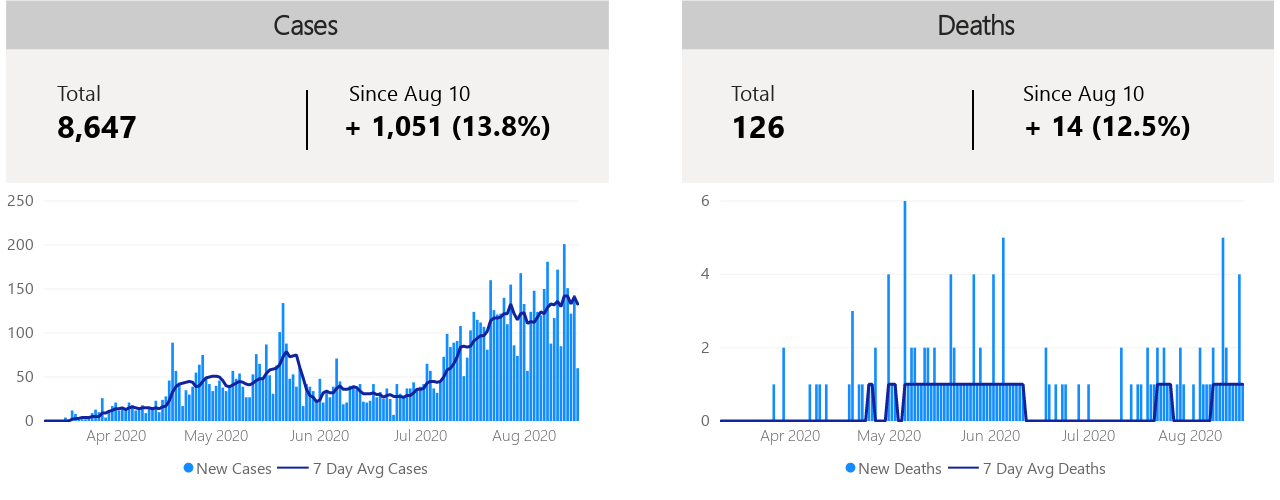 Cases
Total
8,647
Since Aug 10
+ 1,051 (13.8%)
250
200
150
100
50
0
Apr 2020 May 2020 Jun 2020 Jul 2020 Aug 2020
New Cases 7 Day Avg Cases
Deaths
Total
126
Since Aug 10
+ 14 (12.5%)
6
4
2
0
Apr 2020 May 2020 Jun 2020 Jul 2020 Aug 2020
New Deaths 7 Day Avg Deaths